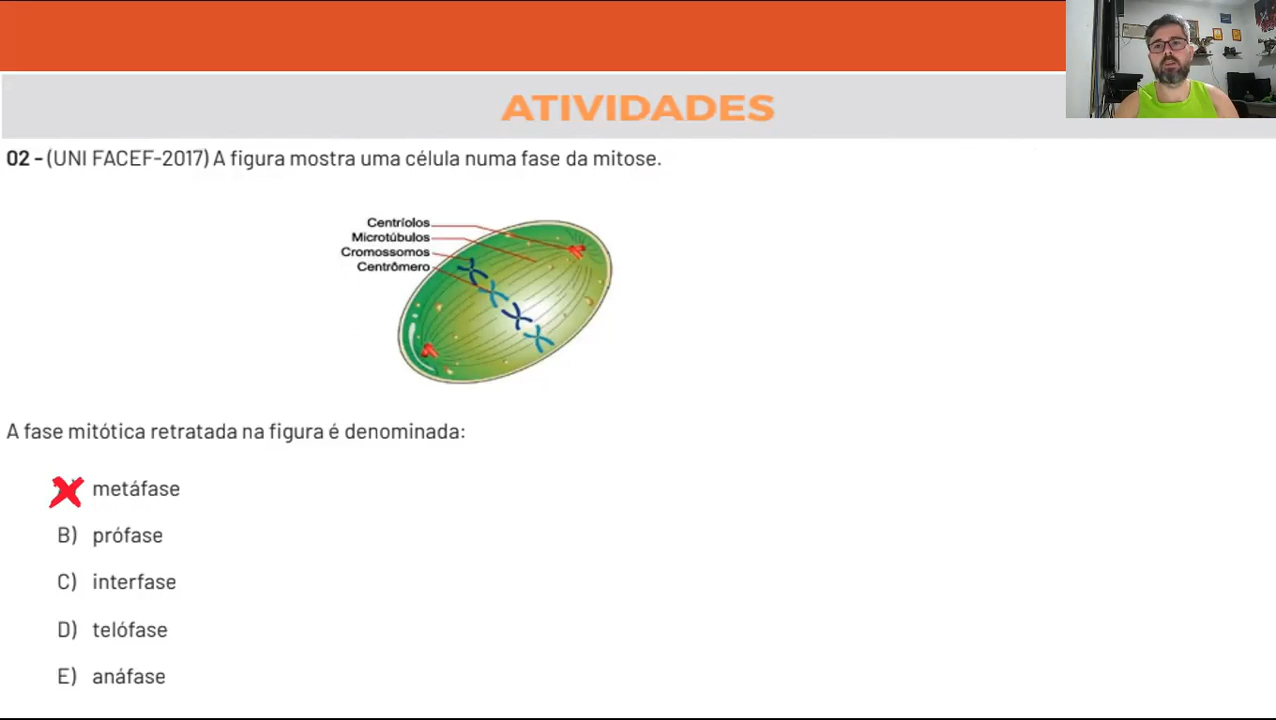 ATIVIDADES
02 - (UNI FACEF-2017) A figura mostra uma célula numa fase da mitose.
Centríolos
Microtúbulos
Cromossomos
Centrômero
A fase mitótica retratada na figura é denominada:
metáfase
B) prófase
C) interfase
D) telófase
E) anáfase